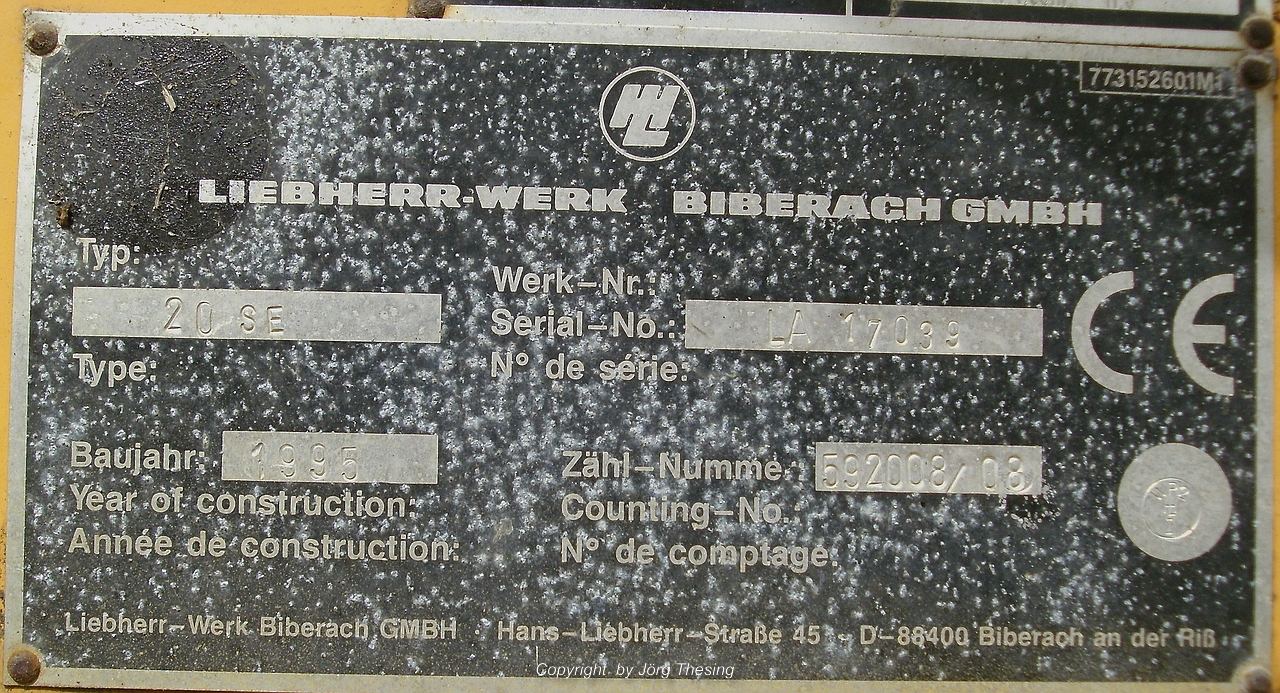 773152601M1
LIEBHERR-WERK BIBERACH GMBH
Typ:
20 SE
Type:
Werk-Nr.:
Serial-No.: LA 17039
N° de série:
CE
Baujahr: 1995
Year of construction:
Année de construction:
Zähl-Numme.:
592008/08
Counting-No.:
N° de comptage.
Liebherr-Werk Biberach GMBH · Hans-Liebherr-Straße 45 - D-88400 Biberach an der Riß
Copyright by Jörg Thesing